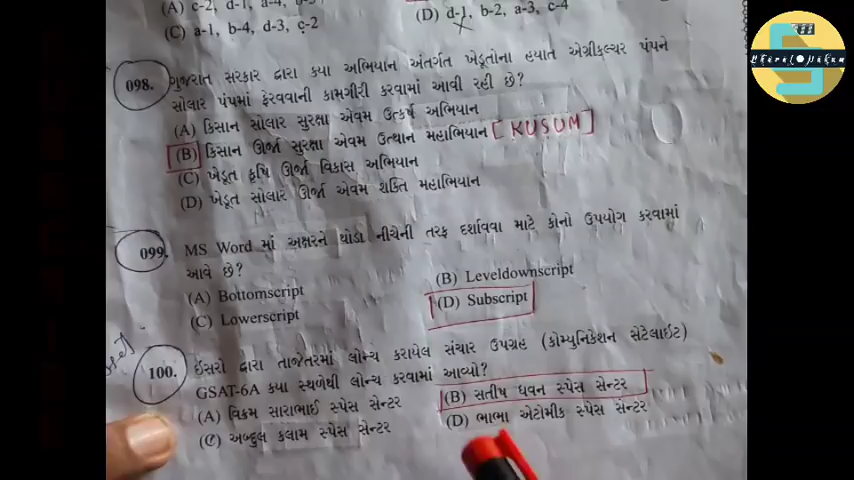 (A) c-2, d-1, a-4, b-3
(C) a-1, b-4, d-3, c-2
(D) d-1, b-2, a-3, c-4
098. ગુજરાત સરકાર દ્વારા કયા અભિયાન અંતર્ગત ખેડૂતોના હયાત એગ્રીકલ્ચર પંપને
સોલાર પંપમાં ફેરવવાની કામગીરી કરવામાં આવી રહી છે?
(A) કિસાન સોલાર સુરક્ષા એવમ ઉત્કર્ષ અભિયાન
(B) કિસાન ઊર્જા સુરક્ષા એવમ ઉત્થાન મહાભિયાન [KUSUM]
(C) ખેડૂત કૃષિ ઊર્જા વિકાસ અભિયાન
(D) ખેડૂત સોલાર ઊર્જા એવમ શક્તિ મહાભિયાન
099. MS Word માં અક્ષરને થોડા નીચેની તરફ દર્શાવવા માટે કોનો ઉપયોગ કરવામાં
આવે છે?
(A) Bottomscript
(B) Leveldownscript
(C) Lowerscript
(D) Subscript
100. ઈસરો દ્વારા તાજેતરમાં લોન્ચ કરાયેલ સંચાર ઉપગ્રહ (કોમ્યુનિકેશન સેટેલાઈટ)
GSAT-6A કયા સ્થળેથી લોન્ચ કરવામાં આવ્યો?
(A) વિક્રમ સારાભાઈ સ્પેસ સેન્ટર
(B) સતીષ ધવન સ્પેસ સેન્ટર
(C) અબ્દુલ કલામ સ્પેસ સેન્ટર
(D) ભાભા એટોમીક સ્પેસ સેન્ટર